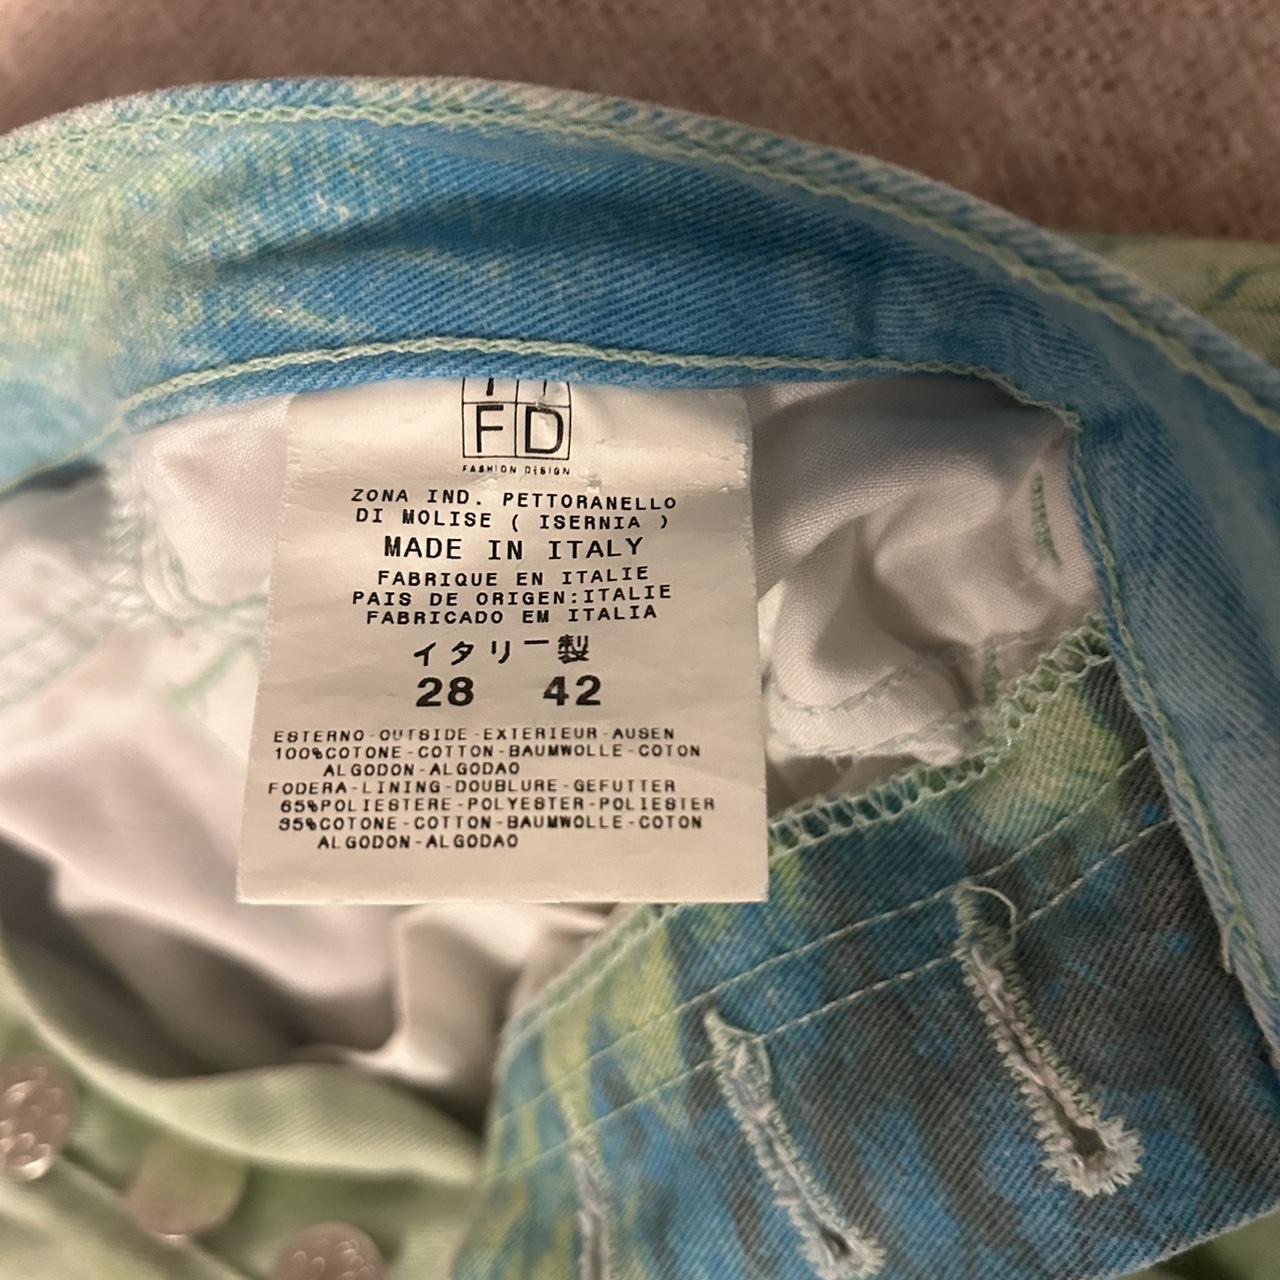 FD
FASHION DESIGN
ZONA IND. PETTORANELLO
DI MOLISE ( ISERNIA )
MADE IN ITALY
FABRIQUE EN ITALIE
PAIS DE ORIGEN:ITALIE
FABRICADO EM ITALIA
イタリー製
28 42
ESTERNO-OUTSIDE-EXTERIEUR-AUSEN
100%COTONE-COTTON-BAUMWOLLE-COTON
ALGODON-ALGODAO
FODERA-LINING-DOUBLURE-GEFUTTER
65%POLIESTERE-POLYESTER-POLIESTER
35%COTONE-COTTON-BAUMWOLLE-COTON
ALGODON-ALGODAO